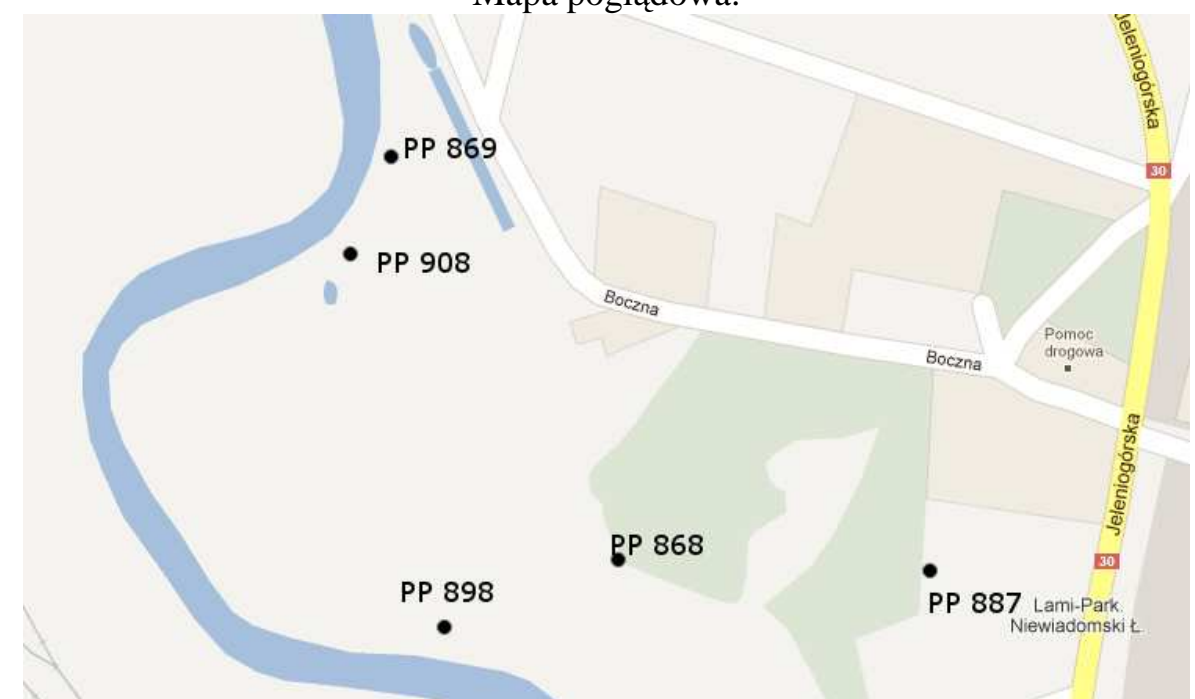 Mapa poglądowa:
Jeleniogórska
PP 869
30
PP 908
Boczna
Pomoc
drogowa
Boczna
Jeleniogórska
PP 868
30
PP 898
PP 887
Lami-Park.
Niewiadomski Ł.